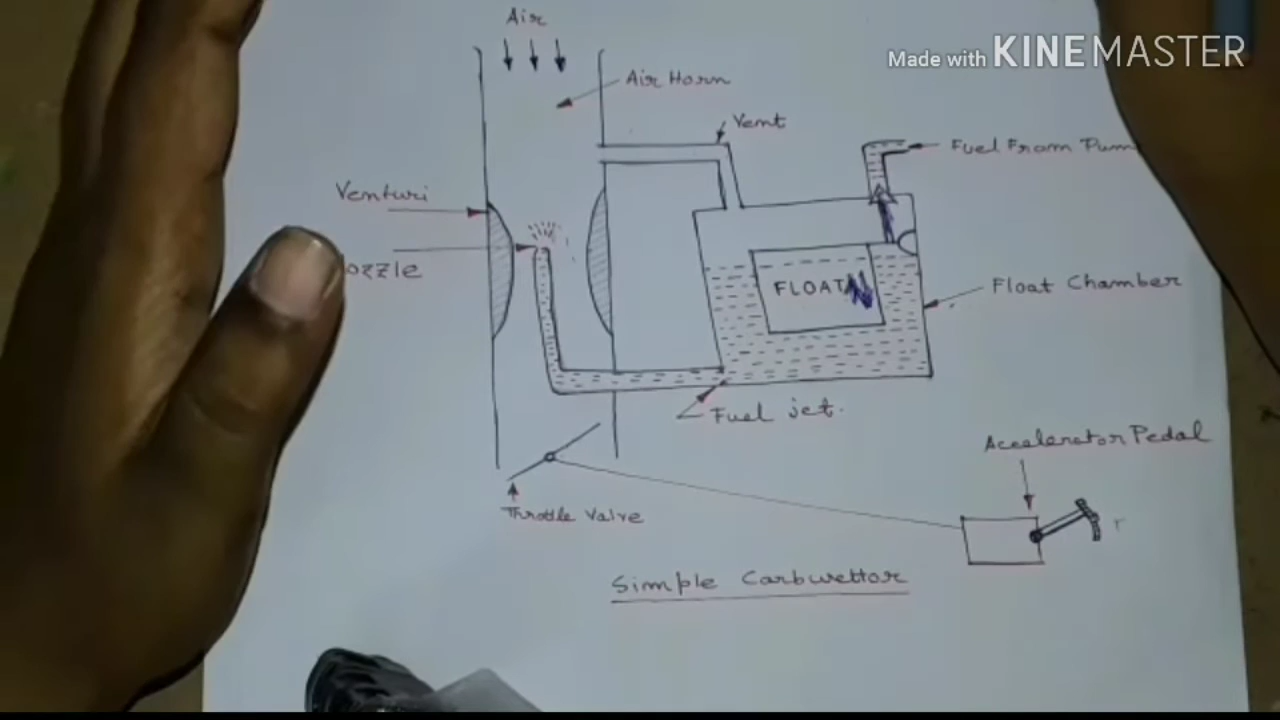 Air
Made with KINEMASTER
Air Horn
Vent
Fuel From Pum
Venturi
ozzle
FLOAT
Float Chamber
Fuel jet.
Accelerator Pedal
Throttle Valve
Simple Carburettor